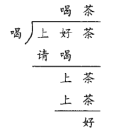 喝 茶
喝 上 好 茶
请 喝
上 茶
上 茶
好